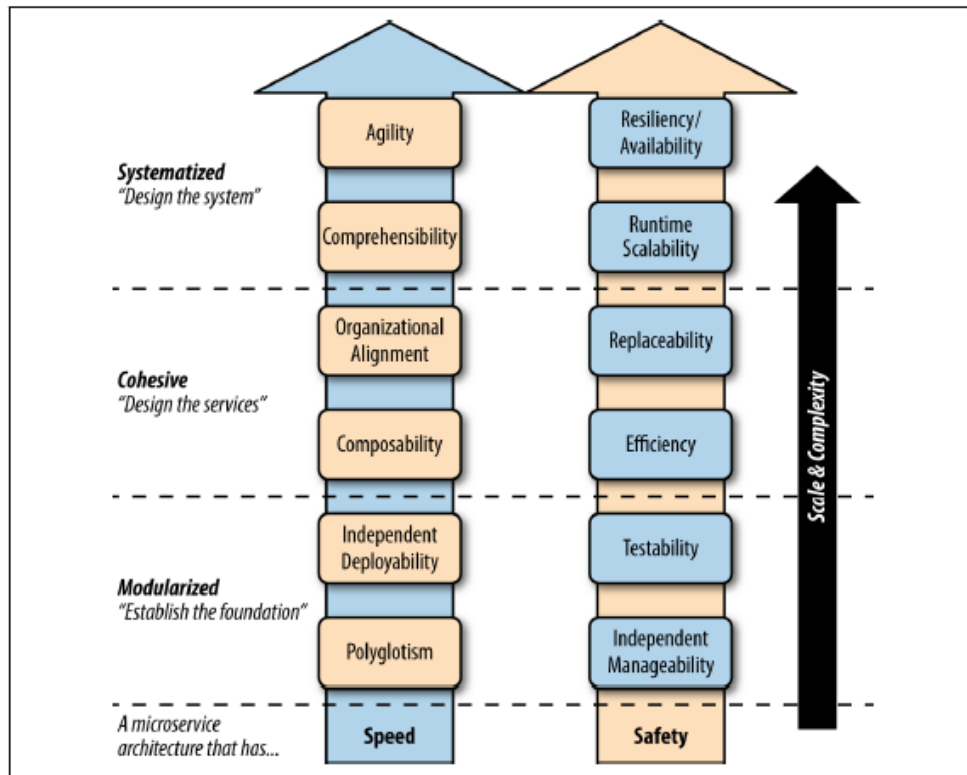 Agility
Resiliency/
Availability
Systematized
“Design the system”
Comprehensibility
Runtime
Scalability
Organizational
Alignment
Replaceability
Cohesive
“Design the services”
Composability
Efficiency
Independent
Deployability
Testability
Modularized
“Establish the foundation”
Polyglotism
Independent
Manageability
A microservice
architecture that has...
Speed
Safety
Scale & Complexity